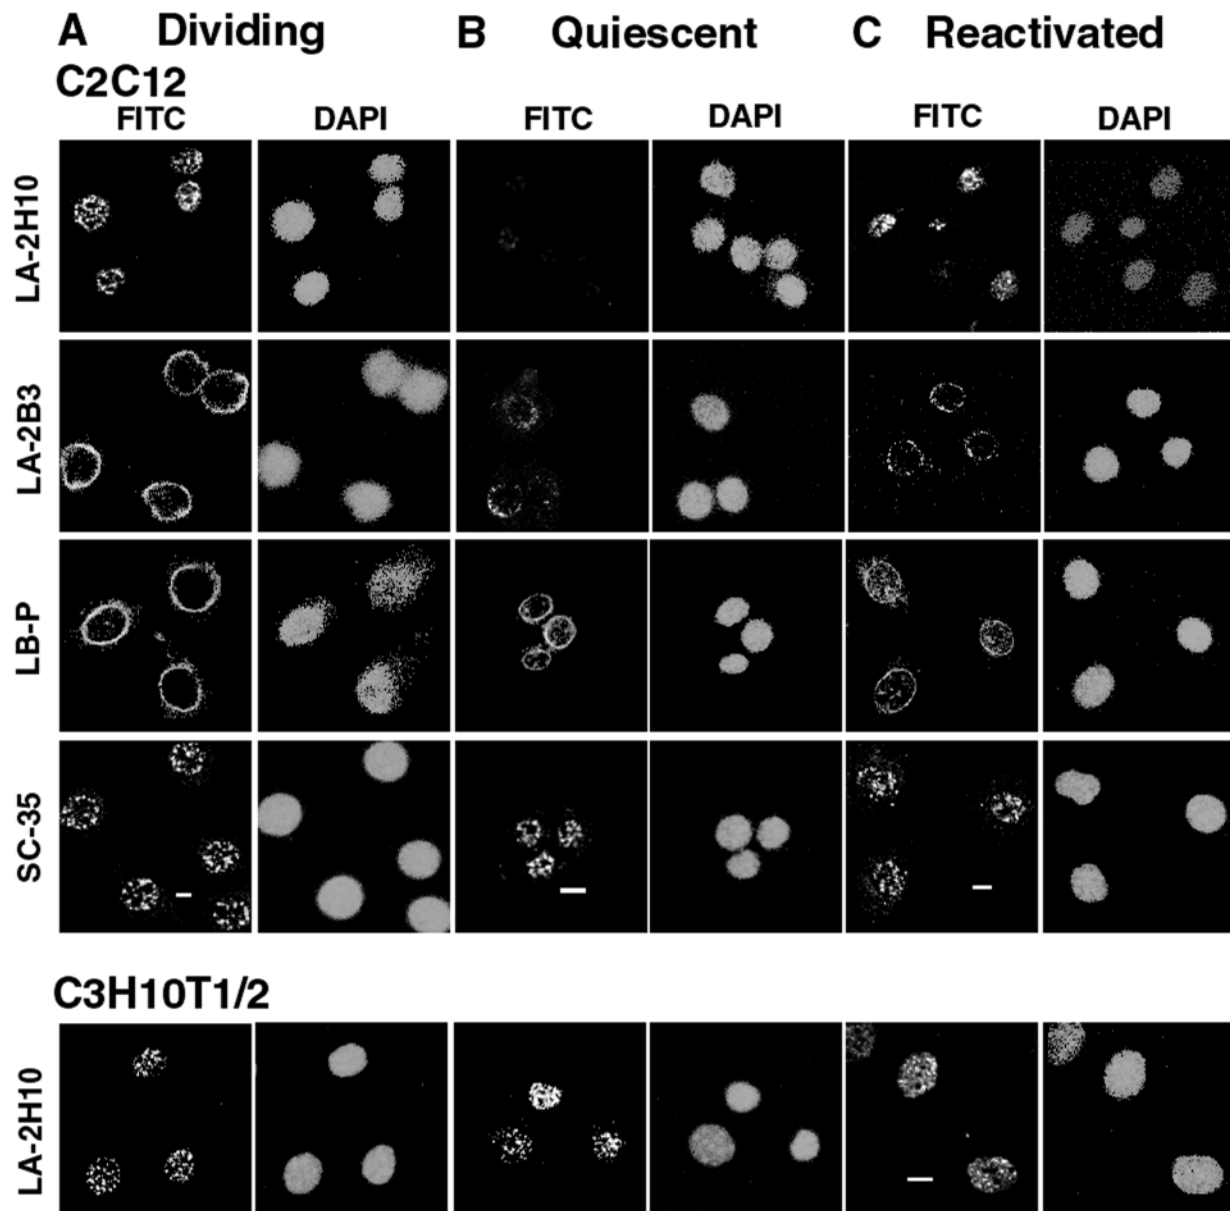 A Dividing B Quiescent C Reactivated
C2C12
FITC DAPI FITC DAPI FITC DAPI
LA-2H10
LA-2B3
LB-P
SC-35
C3H10T1/2
LA-2H10